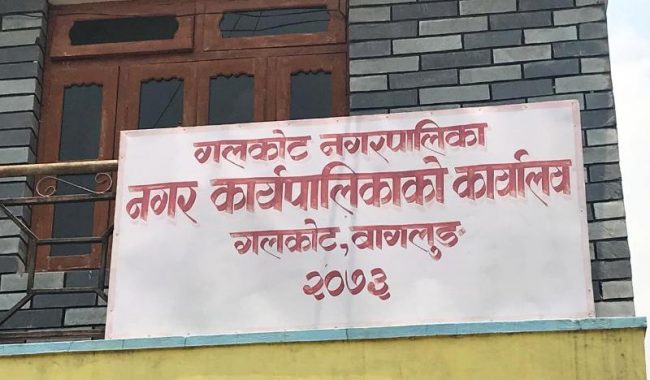 गलकोट नगरपालिका
नगर कार्यपालिकाको कार्यालय
गलकोट, बागलुङ
२०७३